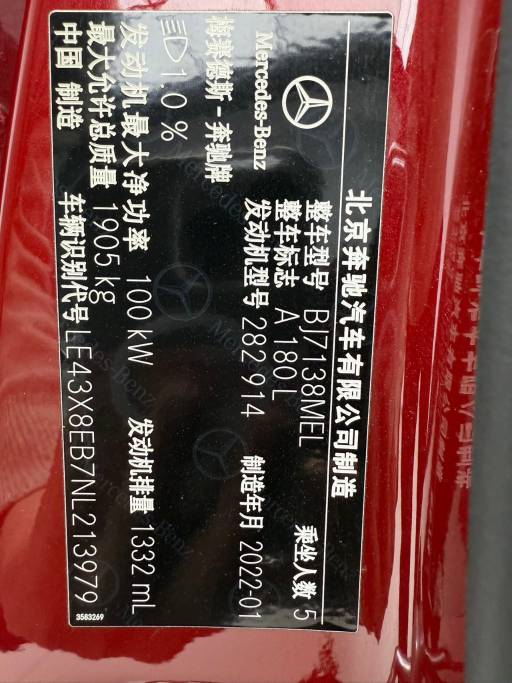 北京奔驰汽车有限公司制造
Mercedes-Benz
梅赛德斯-奔驰牌
整车型号 BJ7138MEL 乘坐人数 5
整车标志 A 180 L
发动机型号 282 914 制造年月 2022-01
1.0 %
发动机最大净功率 100 kW 发动机排量 1332 mL
最大允许总质量 1905 kg
中国 制造 车辆识别代号 LE43X8EB7NL213979
3583269